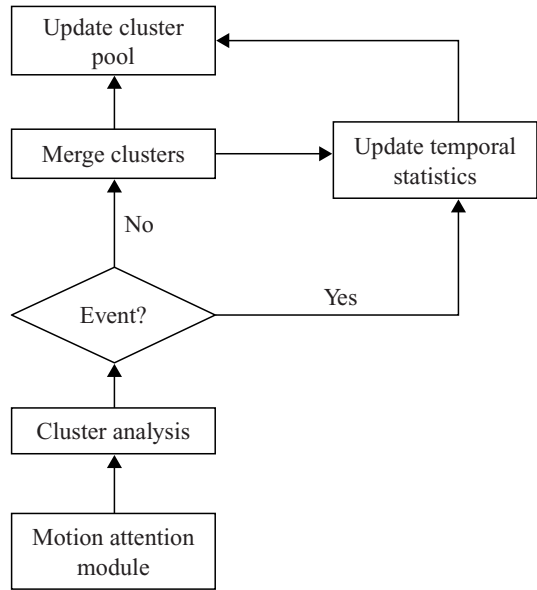 Update cluster
pool
Merge clusters
Update temporal
statistics
No
Event?
Yes
Cluster analysis
Motion attention
module